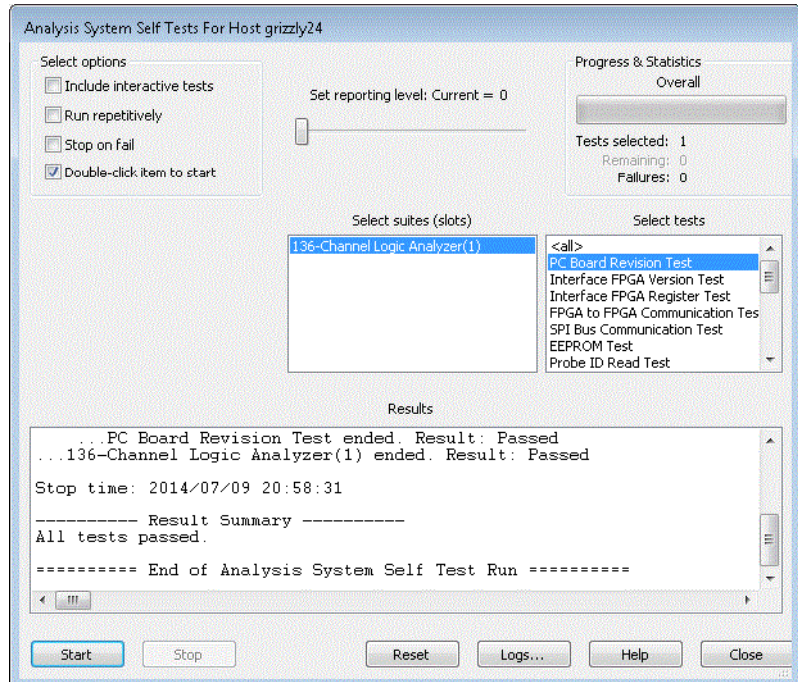 Analysis System Self Tests For Host grizzly24
Select options
Include interactive tests
Run repetitively
Stop on fail
Double-click item to start
Set reporting level: Current = 0
Progress & Statistics
Overall
Tests selected: 1
Remaining: 0
Failures: 0
Select suites (slots)
136-Channel Logic Analyzer(1)
Select tests
<all>
PC Board Revision Test
Interface FPGA Version Test
Interface FPGA Register Test
FPGA to FPGA Communication Tes
SPI Bus Communication Test
EEPROM Test
Probe ID Read Test
Results
...PC Board Revision Test ended. Result: Passed
...136-Channel Logic Analyzer(1) ended. Result: Passed
Stop time: 2014/07/09 20:58:31
---------- Result Summary ----------
All tests passed.
========== End of Analysis System Self Test Run ==========
Start
Stop
Reset
Logs...
Help
Close